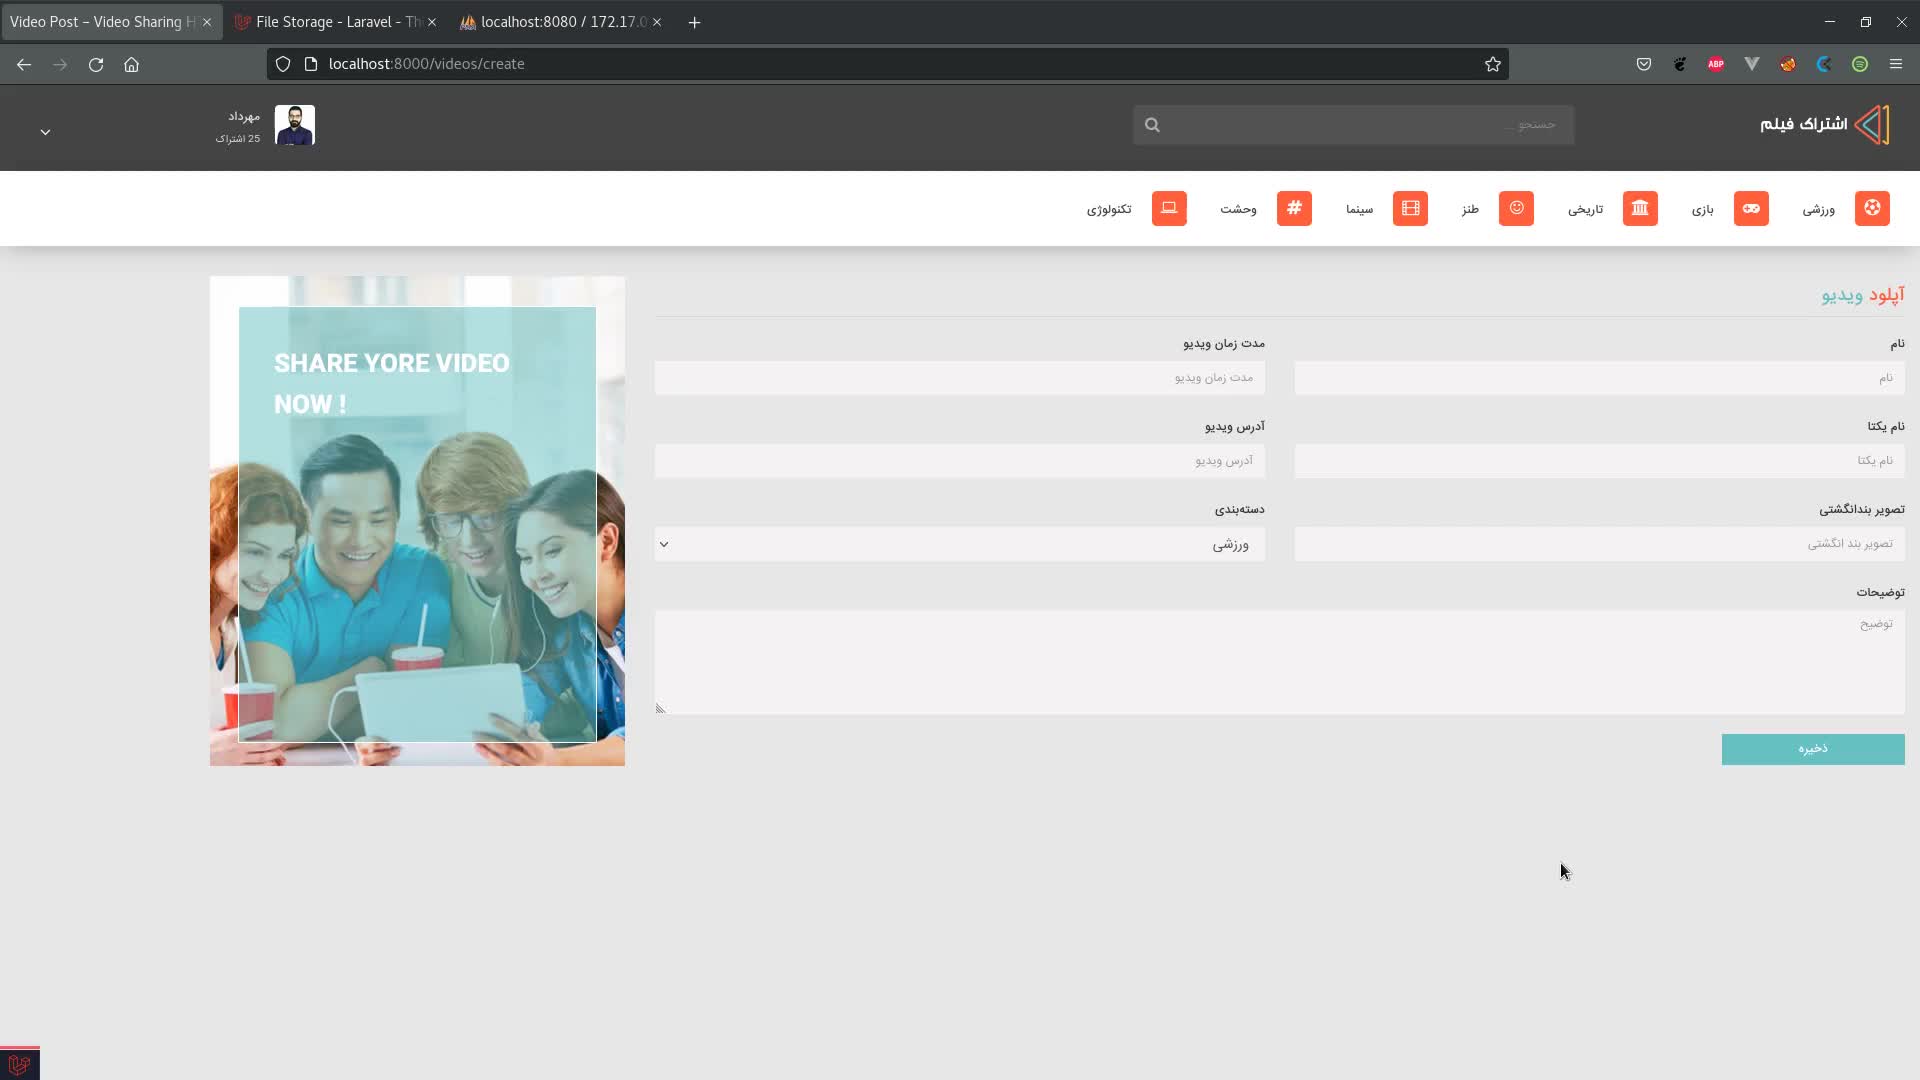 Video Post – Video Sharing H
File Storage - Laravel - Th
localhost:8080 / 172.17.0
localhost:8000/videos/create
ABP
اشتراک فیلم
جستجو ...
مهرداد
25 اشتراک
ورزشی
بازی
تاریخی
طنز
سینما
وحشت
تکنولوژی
آپلود ویدیو
نام
نام
مدت زمان ویدیو
مدت زمان ویدیو
نام یکتا
نام یکتا
آدرس ویدیو
آدرس ویدیو
تصویر بندانگشتی
تصویر بند انگشتی
دسته‌بندی
ورزشی
توضیحات
توضیح
ذخیره
SHARE YORE VIDEO
NOW !